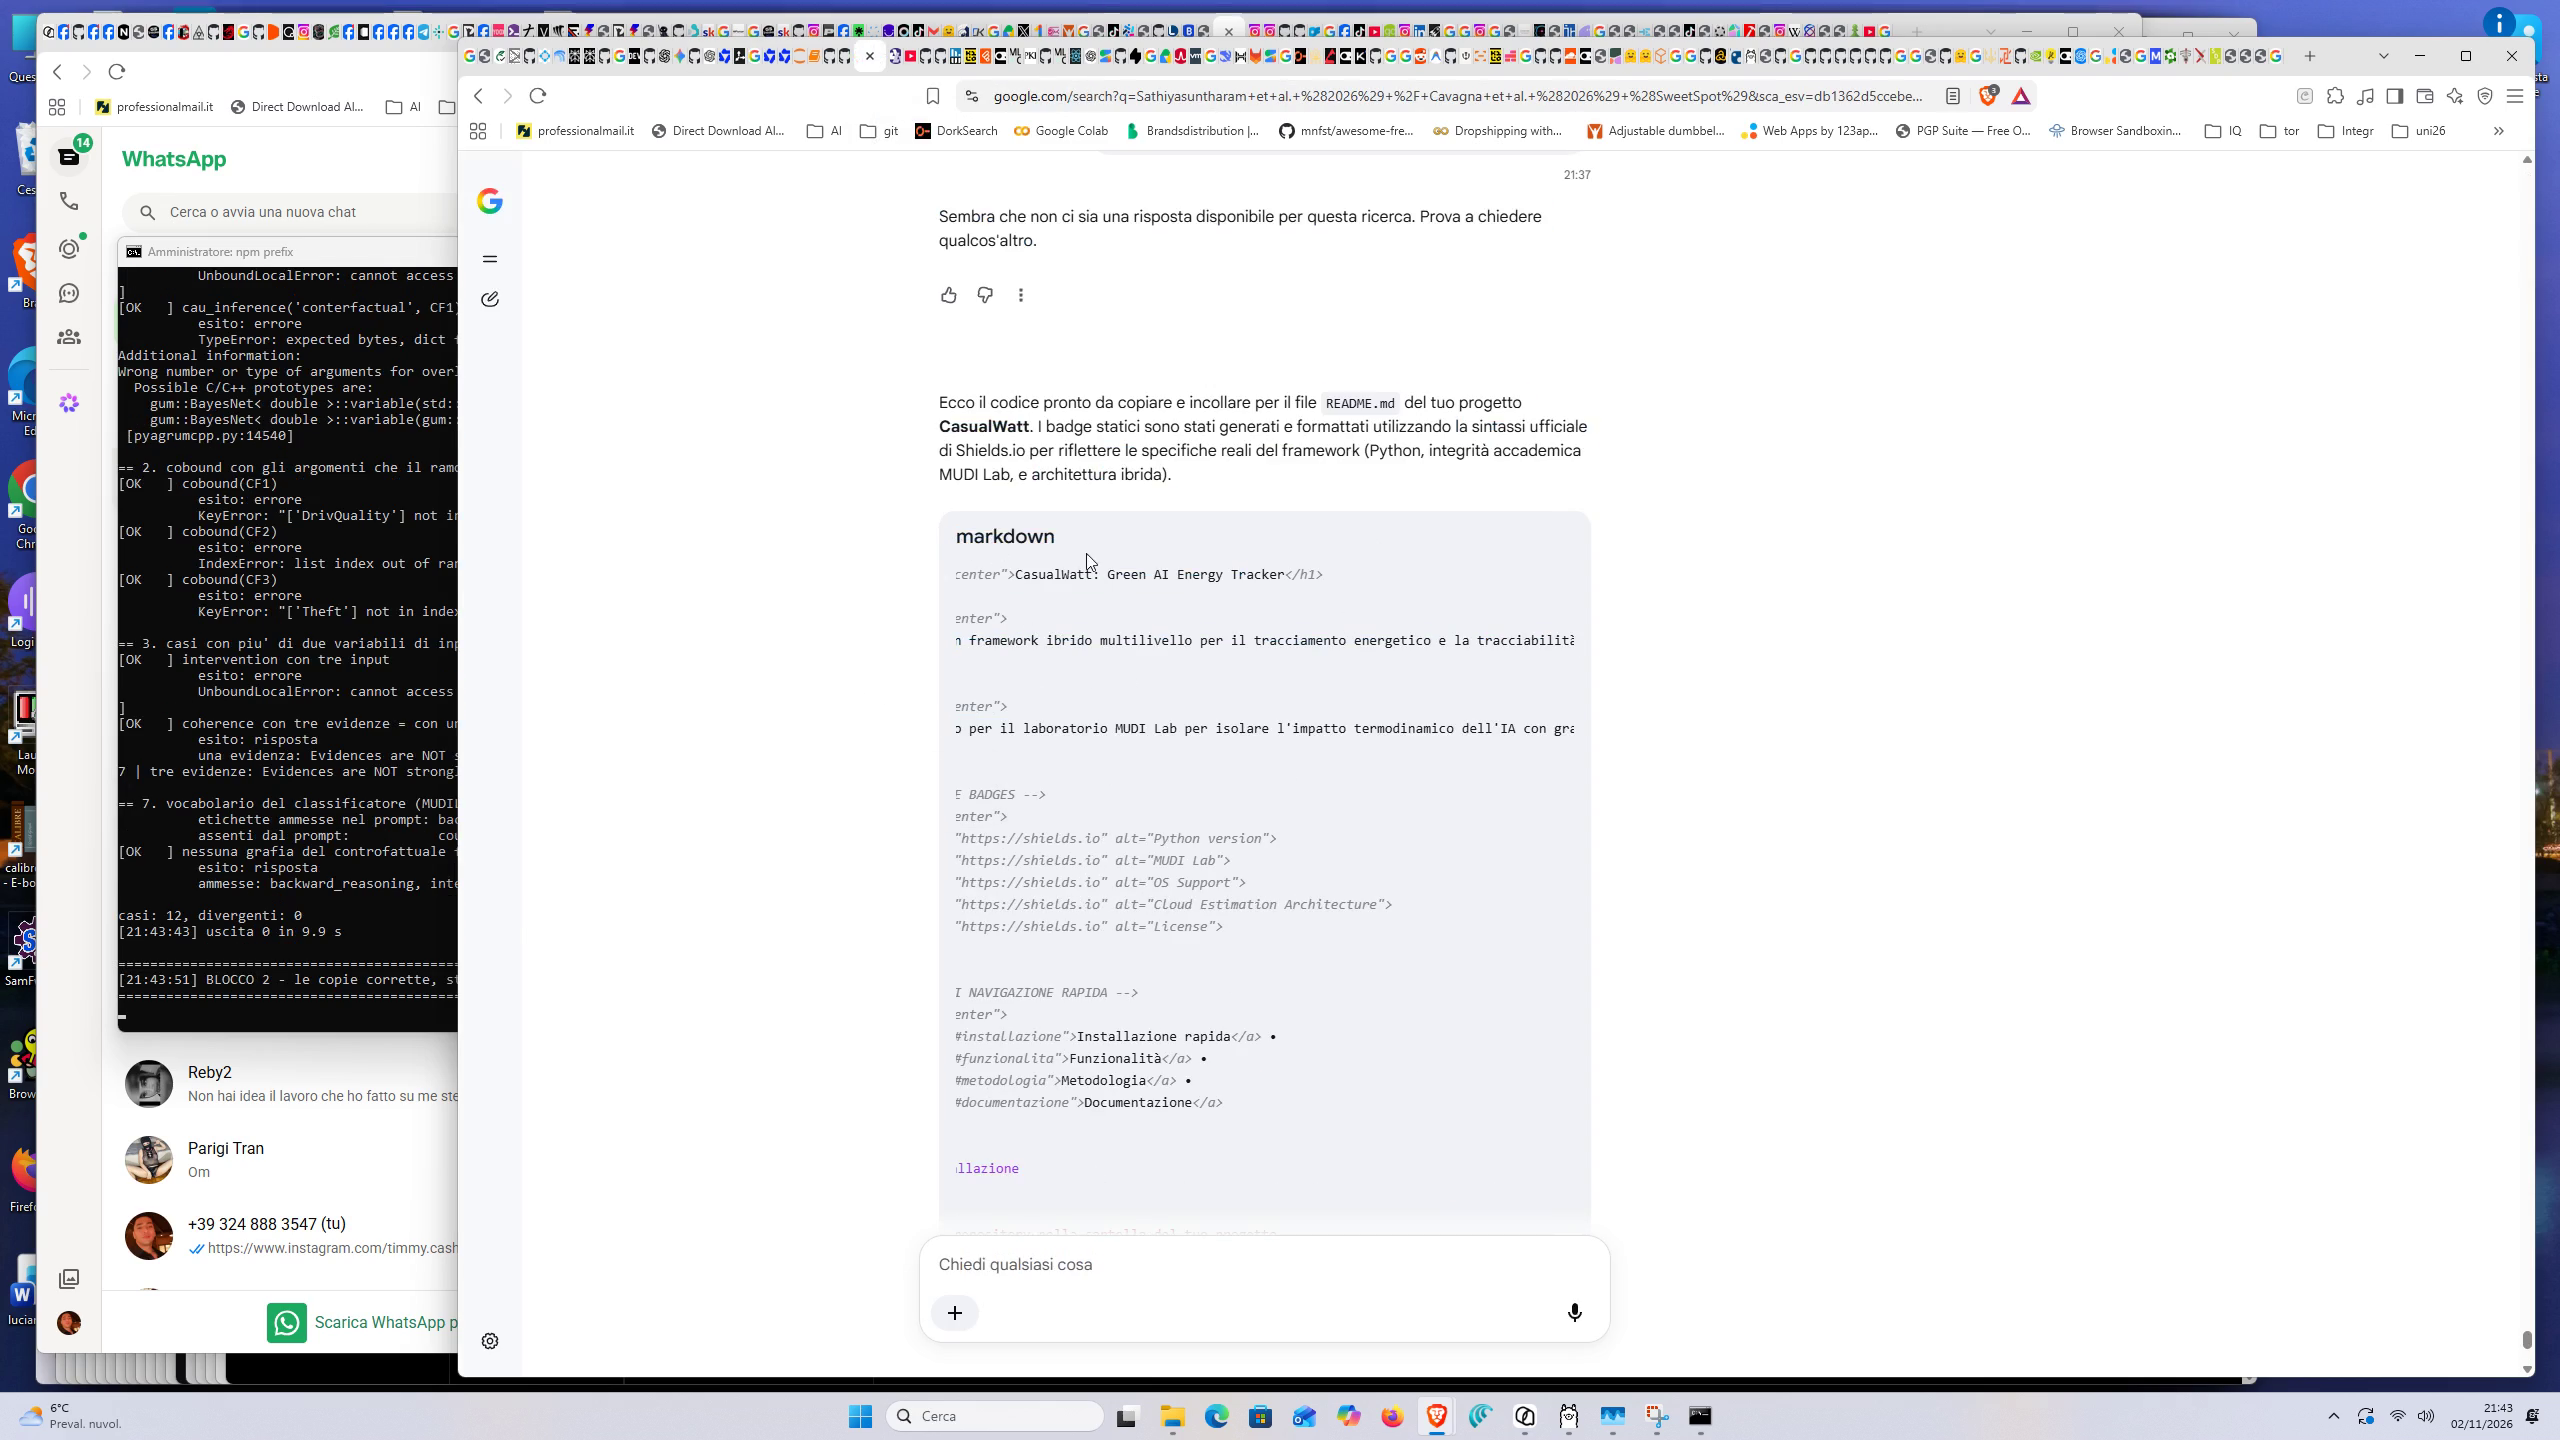 professionalmail.it
Direct Download Al...
AI
WhatsApp
14
Cerca o avvia una nuova chat
Amministratore: npm prefix
UnboundLocalError: cannot access
]
[OK   ] cau_inference('conterfactual', CF1)
esito: errore
TypeError: expected bytes, dict f
Additional information:
Wrong number or type of arguments for overl
Possible C/C++ prototypes are:
gum::BayesNet< double >::variable(std:
gum::BayesNet< double >::variable(gum:
[pyagrumcpp.py:14540]
== 2. cobound con gli argomenti che il ramo
[OK   ] cobound(CF1)
esito: errore
KeyError: "['DrivQuality'] not in
[OK   ] cobound(CF2)
esito: errore
IndexError: list index out of ran
[OK   ] cobound(CF3)
esito: errore
KeyError: "['Theft'] not in index
== 3. casi con piu' di due variabili di inp
[OK   ] intervention con tre input
esito: errore
UnboundLocalError: cannot access
]
[OK   ] coherence con tre evidenze = con un
esito: risposta
una evidenza: Evidences are NOT s
7 | tre evidenze: Evidences are NOT strongl
== 7. vocabolario del classificatore (MUDIL
etichette ammesse nel prompt: bac
assenti dal prompt:           cou
[OK   ] nessuna grafia del controfattuale f
esito: risposta
ammesse: backward_reasoning, inte
casi: 12, divergenti: 0
[21:43:43] uscita 0 in 9.9 s
[21:43:51] BLOCCO 2 - le copie corrette, st
Reby2
Non hai idea il lavoro che ho fatto su me ste
Parigi Tran
Om
+39 324 888 3547 (tu)
https://www.instagram.com/timmy.cash
Scarica WhatsApp p
google.com/search?q=Sathiyasuntharam+et+al.+%282026%29+%2F+Cavagna+et+al.+%282026%29+%28SweetSpot%29&sca_esv=db1362d5ccebe...
professionalmail.it
Direct Download Al...
AI
git
DorkSearch
Google Colab
Brandsdistribution |...
mnfst/awesome-fre...
Dropshipping with...
Adjustable dumbbel...
Web Apps by 123ap...
PGP Suite — Free O...
Browser Sandboxin...
IQ
tor
Integr
uni26
21:37
Sembra che non ci sia una risposta disponibile per questa ricerca. Prova a chiedere
qualcos'altro.
Ecco il codice pronto da copiare e incollare per il file README.md del tuo progetto
CasualWatt. I badge statici sono stati generati e formattati utilizzando la sintassi ufficiale
di Shields.io per riflettere le specifiche reali del framework (Python, integrità accademica
MUDI Lab, e architettura ibrida).
markdown
center">CasualWatt: Green AI Energy Tracker</h1>
enter">
framework ibrido multilivello per il tracciamento energetico e la tracciabilità
enter">
o per il laboratorio MUDI Lab per isolare l'impatto termodinamico dell'IA con gra
E BADGES -->
enter">
"https://shields.io" alt="Python version">
"https://shields.io" alt="MUDI Lab">
"https://shields.io" alt="OS Support">
"https://shields.io" alt="Cloud Estimation Architecture">
"https://shields.io" alt="License">
I NAVIGAZIONE RAPIDA -->
enter">
#installazione">Installazione rapida</a> •
#funzionalita">Funzionalità</a> •
#metodologia">Metodologia</a> •
#documentazione">Documentazione</a>
allazione
Chiedi qualsiasi cosa
6°C
Preval. nuvol.
Cerca
21:43
02/11/2026